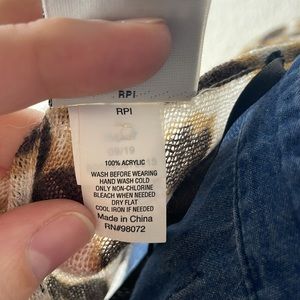 RPI
RPI
09/19
100% ACRYLIC
WASH BEFORE WEARING
HAND WASH COLD
ONLY NON-CHLORINE
BLEACH WHEN NEEDED
DRY FLAT
COOL IRON IF NEEDED
Made in China
RN#98072